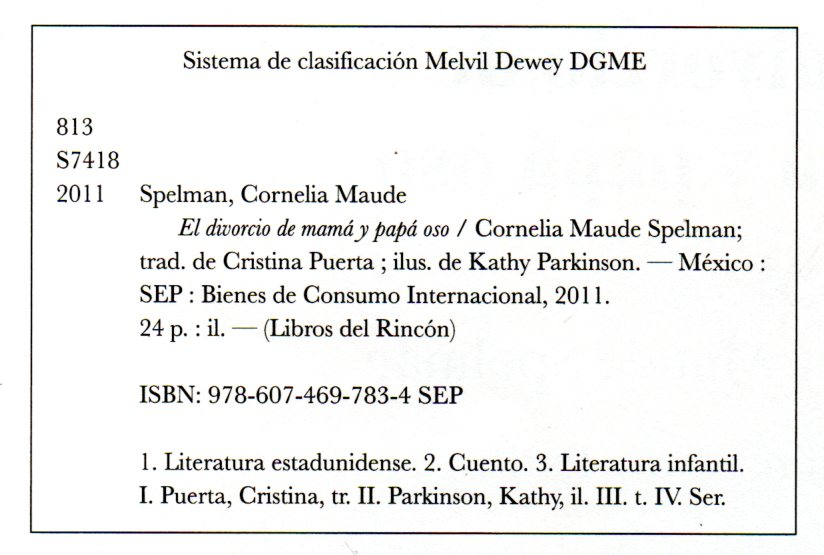 Sistema de clasificación Melvil Dewey DGME
813
S7418
2011 Spelman, Cornelia Maude
El divorcio de mamá y papá oso / Cornelia Maude Spelman;
trad. de Cristina Puerta ; ilus. de Kathy Parkinson. — México :
SEP : Bienes de Consumo Internacional, 2011.
24 p. : il. — (Libros del Rincón)
ISBN: 978-607-469-783-4 SEP
1. Literatura estadunidense. 2. Cuento. 3. Literatura infantil.
I. Puerta, Cristina, tr. II. Parkinson, Kathy, il. III. t. IV. Ser.